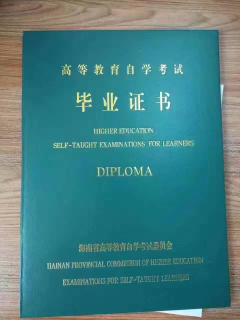 高等教育自学考试
毕业证书
HIGHER EDUCATION
SELF-TAUGHT EXAMINATIONS FOR LEARNERS
DIPLOMA
海南省高等教育自学考试委员会
HAINAN PROVINCIAL COMMISSION OF HIGHER EDUCATION
EXAMINATIONS FOR SELF-TAUGHT LEARNERS